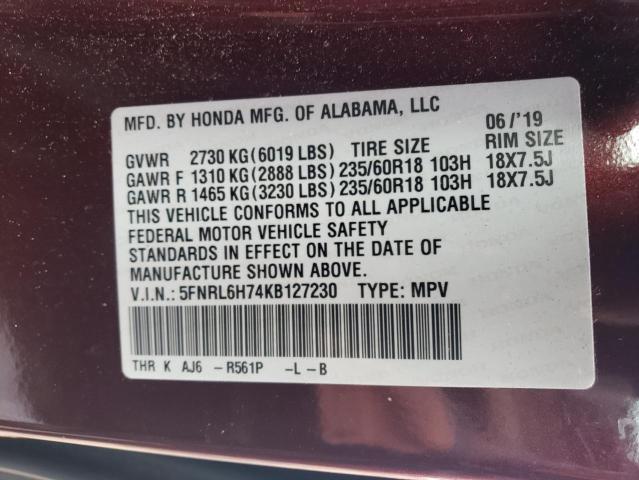 MFD. BY HONDA MFG. OF ALABAMA, LLC 06/'19
GVWR 2730 KG(6019 LBS) TIRE SIZE RIM SIZE
GAWR F 1310 KG(2888 LBS) 235/60R18 103H 18X7.5J
GAWR R 1465 KG(3230 LBS) 235/60R18 103H 18X7.5J
THIS VEHICLE CONFORMS TO ALL APPLICABLE
FEDERAL MOTOR VEHICLE SAFETY
STANDARDS IN EFFECT ON THE DATE OF
MANUFACTURE SHOWN ABOVE.
V.I.N.: 5FNRL6H74KB127230 TYPE: MPV
THR K AJ6 -R561P -L-B